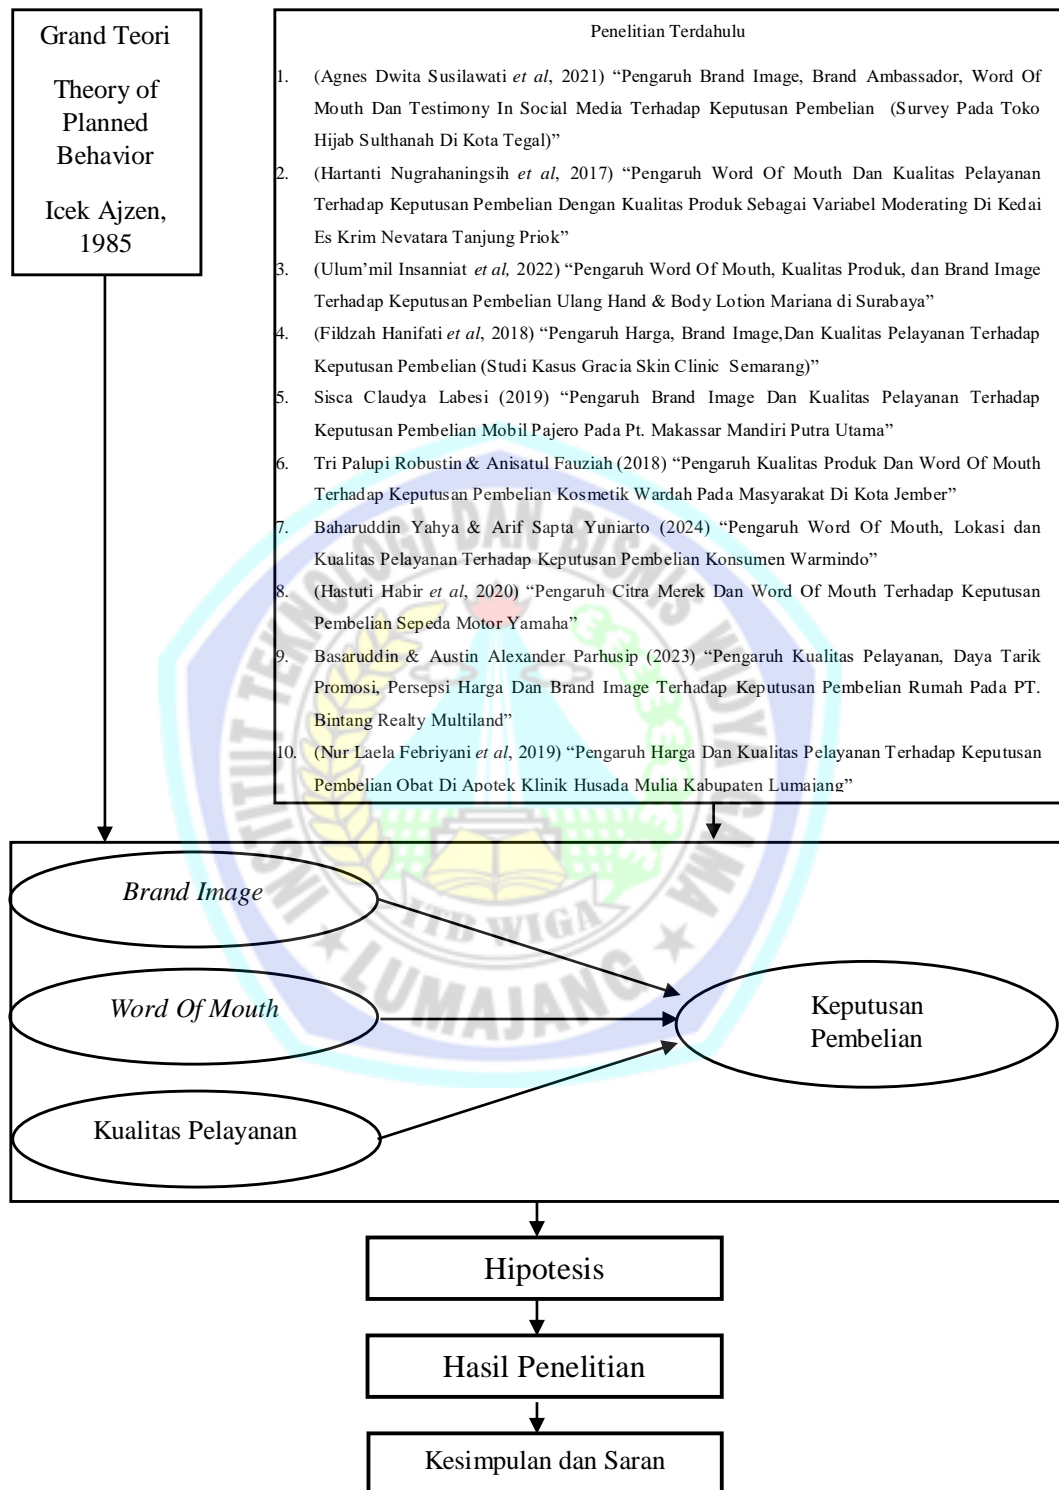 Grand Teori
Theory of
Planned
Behavior
Icek Ajzen,
1985
Penelitian Terdahulu
1. (Agnes Dwita Susilawati et al, 2021) “Pengaruh Brand Image, Brand Ambassador, Word Of
Mouth Dan Testimony In Social Media Terhadap Keputusan Pembelian (Survey Pada Toko
Hijab Sulthanah Di Kota Tegal)”
2. (Hartanti Nugrahaningsih et al, 2017) “Pengaruh Word Of Mouth Dan Kualitas Pelayanan
Terhadap Keputusan Pembelian Dengan Kualitas Produk Sebagai Variabel Moderating Di Kedai
Es Krim Nevatara Tanjung Priok”
3. (Ulum’mil Insanniat et al, 2022) “Pengaruh Word Of Mouth, Kualitas Produk, dan Brand Image
Terhadap Keputusan Pembelian Ulang Hand & Body Lotion Mariana di Surabaya”
4. (Fildzah Hanifati et al, 2018) “Pengaruh Harga, Brand Image,Dan Kualitas Pelayanan Terhadap
Keputusan Pembelian (Studi Kasus Gracia Skin Clinic Semarang)”
5. Sisca Claudya Labesi (2019) “Pengaruh Brand Image Dan Kualitas Pelayanan Terhadap
Keputusan Pembelian Mobil Pajero Pada Pt. Makassar Mandiri Putra Utama”
6. Tri Palupi Robustin & Anisatul Fauziah (2018) “Pengaruh Kualitas Produk Dan Word Of Mouth
Terhadap Keputusan Pembelian Kosmetik Wardah Pada Masyarakat Di Kota Jember”
7. Baharuddin Yahya & Arif Sapta Yuniarto (2024) “Pengaruh Word Of Mouth, Lokasi dan
Kualitas Pelayanan Terhadap Keputusan Pembelian Konsumen Warmindo”
8. (Hastuti Habir et al, 2020) “Pengaruh Citra Merek Dan Word Of Mouth Terhadap Keputusan
Pembelian Sepeda Motor Yamaha”
9. Basaruddin & Austin Alexander Parhusip (2023) “Pengaruh Kualitas Pelayanan, Daya Tarik
Promosi, Persepsi Harga Dan Brand Image Terhadap Keputusan Pembelian Rumah Pada PT.
Bintang Realty Multiland”
10. (Nur Laela Febriyani et al, 2019) “Pengaruh Harga Dan Kualitas Pelayanan Terhadap Keputusan
Pembelian Obat Di Apotek Klinik Husada Mulia Kabupaten Lumajang”
INSTITUT TEKNOLOGI DAN BISNIS WIDYA GAMA
ITB WIGA
LUMAJANG
Brand Image
Word Of Mouth
Kualitas Pelayanan
Keputusan
Pembelian
Hipotesis
Hasil Penelitian
Kesimpulan dan Saran